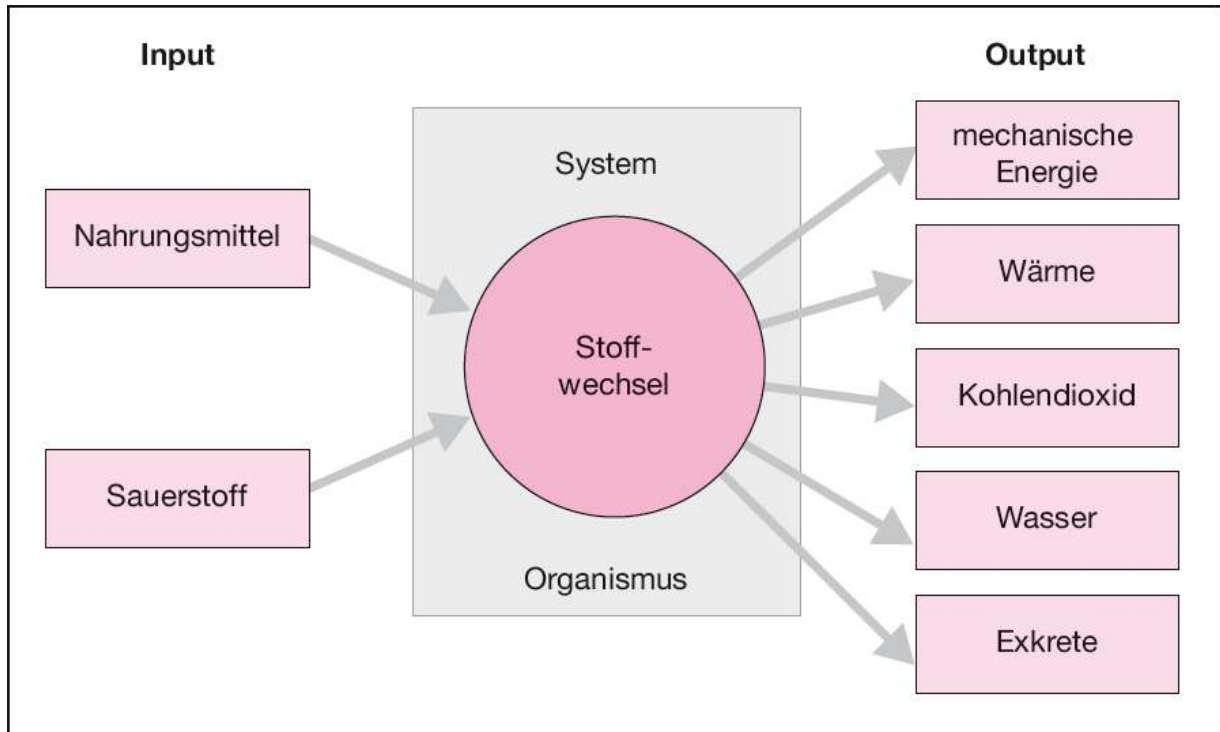 Input
Output
Nahrungsmittel
Sauerstoff
System
Stoff-
wechsel
Organismus
mechanische
Energie
Wärme
Kohlendioxid
Wasser
Exkrete